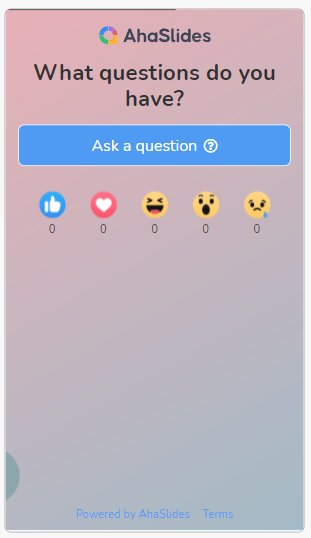 AhaSlides
What questions do you
have?
Ask a question
0 0 0 0 0
Powered by AhaSlides Terms